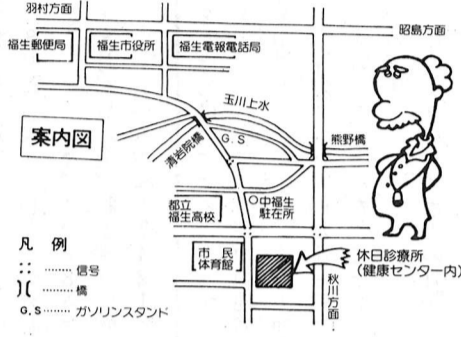 羽村方面
昭島方面
福生郵便局
福生市役所
福生電報電話局
玉川上水
案内図
清岩院橋
G.S
熊野橋
都立
福生高校
中福生
駐在所
市民
体育館
休日診療所
(健康センター内)
秋川方面
凡例
信号
橋
G.S ガソリンスタンド